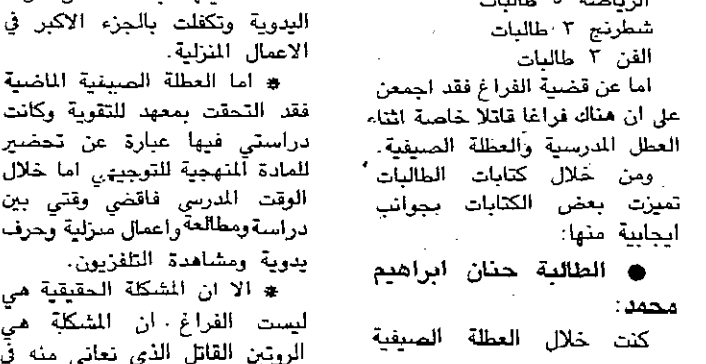 الرياضة ٥ طالبات
شطرنج ٣ طالبات
الفن ٣ طالبات
اما عن قضية الفراغ فقد اجمعن
على ان هناك فراغا قاتلا خاصة اثناء
العطل المدرسية والعطلة الصيفية.
ومن خلال كتابات الطالبات
تميزت بعض الكتابات بجوانب
ايجابية منها:
● الطالبة حنان ابراهيم
محمد:
كنت خلال العطلة الصيفية
اليدوية وتكفلت بالجزء الاكبر في
الاعمال المنزلية.
* اما العطلة الصيفية الماضية
فقد التحقت بمعهد للتقوية وكانت
دراستي فيها عبارة عن تحضير
للمادة المنهجية للتوجيهي اما خلال
الوقت المدرسي فاقضي وقتي بين
دراسة ومطالعة واعمال منزلية وحرف
يدوية ومشاهدة التلفزيون.
* الا ان المشكلة الحقيقية هي
ليست الفراغ. ان المشكلة هي
الروتين القاتل الذي نعاني منه في